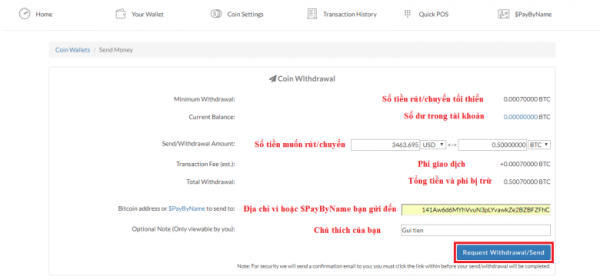 Home Your Wallet Coin Settings Transaction History Quick POS $PayByName
Coin Wallets / Send Money
Coin Withdrawal
Minimum Withdrawal: Số tiền rút/chuyển tối thiểu 0.00070000 BTC
Current Balance: Số dư trong tài khoản 0.00000000 BTC
Send/Withdrawal Amount: Số tiền muốn rút/chuyển 3463.695 USD <-> 0.50000000 BTC
Transaction Fee (est.): Phí giao dịch +0.00070000 BTC
Total Withdrawal: Tổng tiền và phí bị trừ 0.50070000 BTC
Bitcoin address or $PayByName to send to: Địa chỉ ví hoặc $PayByName bạn gửi đến 141Aw6d6MYhVvuN3pLYvawkZe2BZBFZFhC
Optional Note (Only viewable by you): Chú thích của bạn Gui tien
Request Withdrawal/Send
Note: For security we will send a confirmation email to you; you must click the link within before your send/withdrawal will be completed.